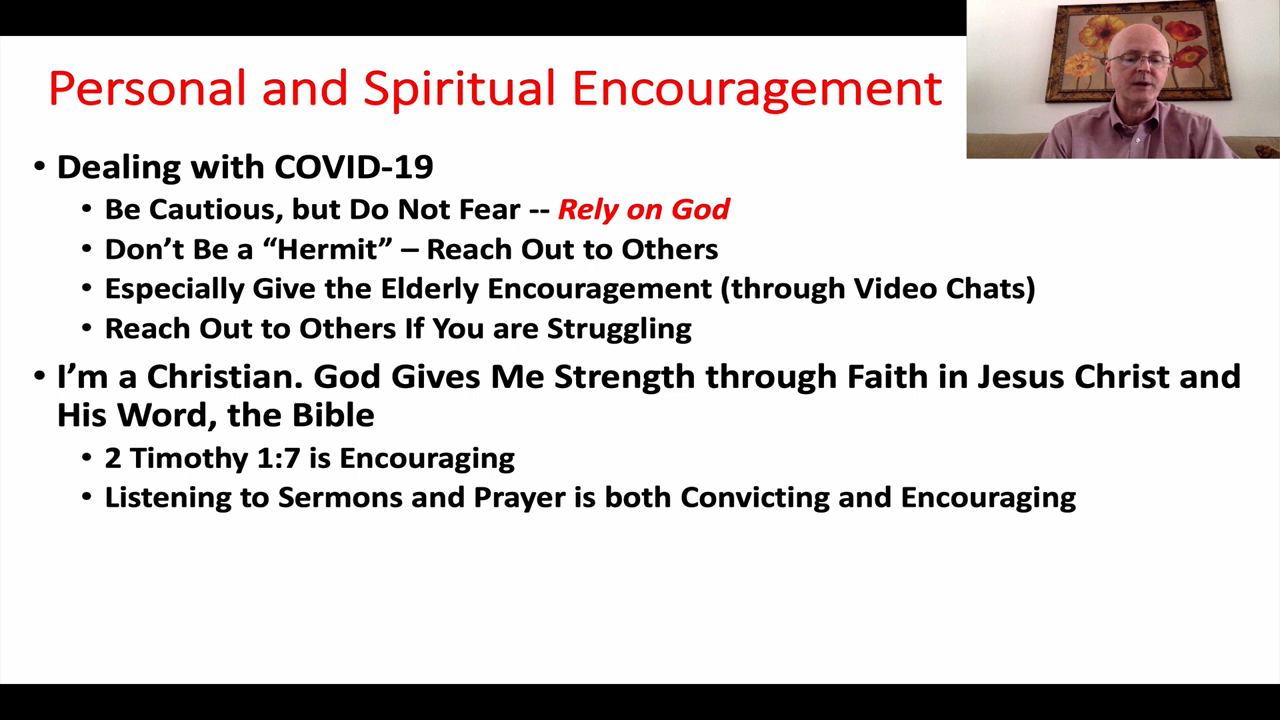 Personal and Spiritual Encouragement
• Dealing with COVID-19
• Be Cautious, but Do Not Fear -- Rely on God
• Don’t Be a “Hermit” – Reach Out to Others
• Especially Give the Elderly Encouragement (through Video Chats)
• Reach Out to Others If You are Struggling
• I’m a Christian. God Gives Me Strength through Faith in Jesus Christ and
His Word, the Bible
• 2 Timothy 1:7 is Encouraging
• Listening to Sermons and Prayer is both Convicting and Encouraging